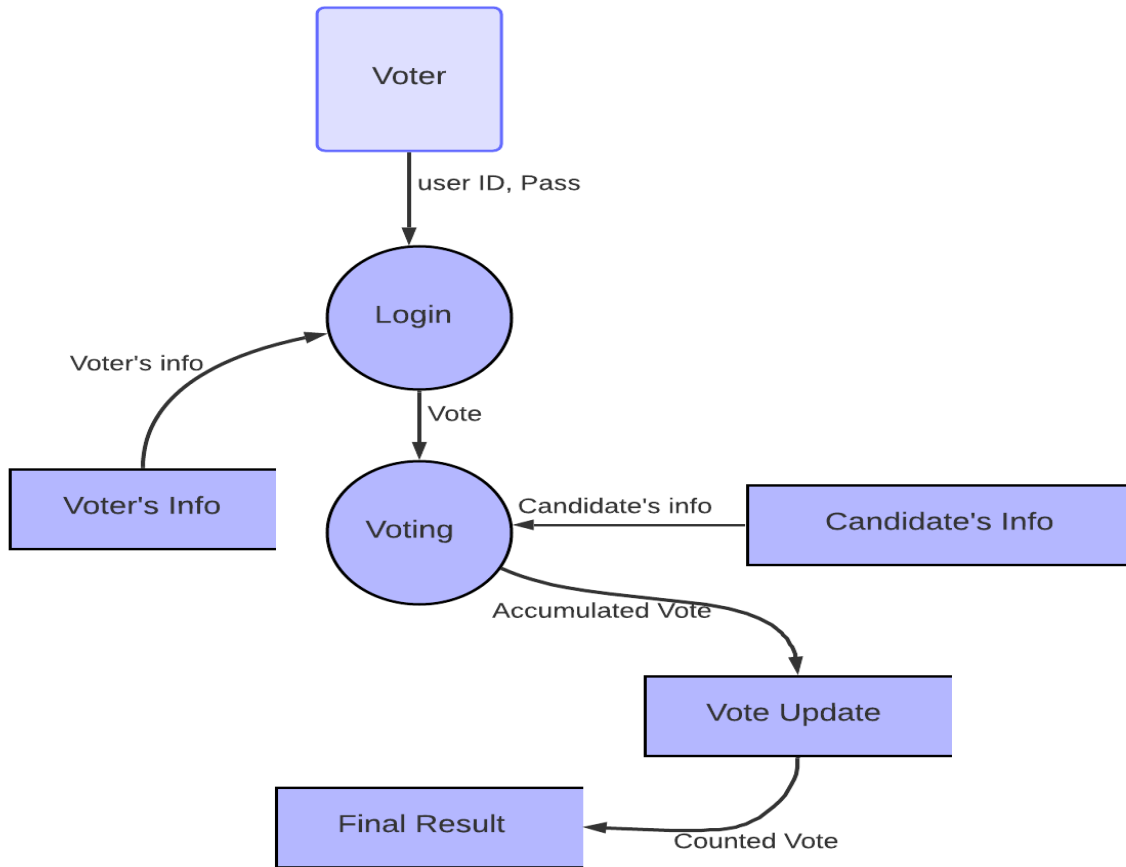 Voter
user ID, Pass
Login
Voter's info
Vote
Voter's Info
Voting
Candidate's info
Candidate's Info
Accumulated Vote
Vote Update
Final Result
Counted Vote